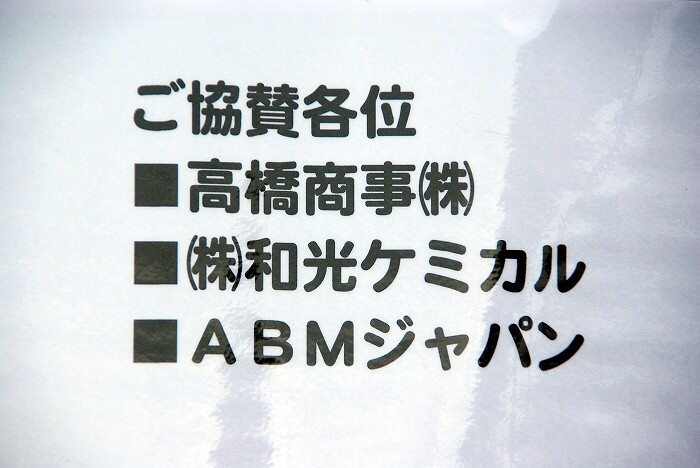 ご協賛各位
■高橋商事㈱
■㈱和光ケミカル
■ABMジャパン